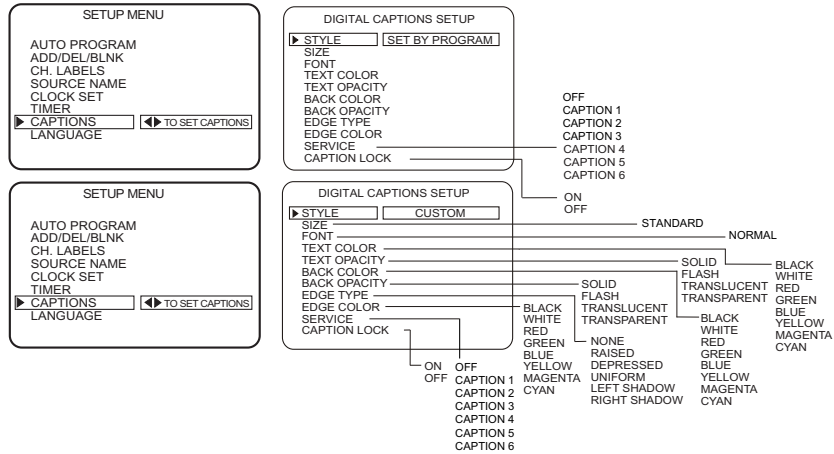 SETUP MENU
AUTO PROGRAM
ADD/DEL/BLNK
CH. LABELS
SOURCE NAME
CLOCK SET
TIMER
CAPTIONS TO SET CAPTIONS
LANGUAGE
DIGITAL CAPTIONS SETUP
STYLE SET BY PROGRAM
SIZE
FONT
TEXT COLOR
TEXT OPACITY
BACK COLOR
BACK OPACITY
EDGE TYPE
EDGE COLOR
SERVICE
CAPTION LOCK
OFF
CAPTION 1
CAPTION 2
CAPTION 3
CAPTION 4
CAPTION 5
CAPTION 6
ON
OFF
SETUP MENU
AUTO PROGRAM
ADD/DEL/BLNK
CH. LABELS
SOURCE NAME
CLOCK SET
TIMER
CAPTIONS TO SET CAPTIONS
LANGUAGE
DIGITAL CAPTIONS SETUP
STYLE CUSTOM
SIZE
FONT
TEXT COLOR
TEXT OPACITY
BACK COLOR
BACK OPACITY
EDGE TYPE
EDGE COLOR
SERVICE
CAPTION LOCK
ON
OFF
OFF
CAPTION 1
CAPTION 2
CAPTION 3
CAPTION 4
CAPTION 5
CAPTION 6
BLACK
WHITE
RED
GREEN
BLUE
YELLOW
MAGENTA
CYAN
NONE
RAISED
DEPRESSED
UNIFORM
LEFT SHADOW
RIGHT SHADOW
SOLID
FLASH
TRANSLUCENT
TRANSPARENT
BLACK
WHITE
RED
GREEN
BLUE
YELLOW
MAGENTA
CYAN
SOLID
FLASH
TRANSLUCENT
TRANSPARENT
BLACK
WHITE
RED
GREEN
BLUE
YELLOW
MAGENTA
CYAN
STANDARD
NORMAL